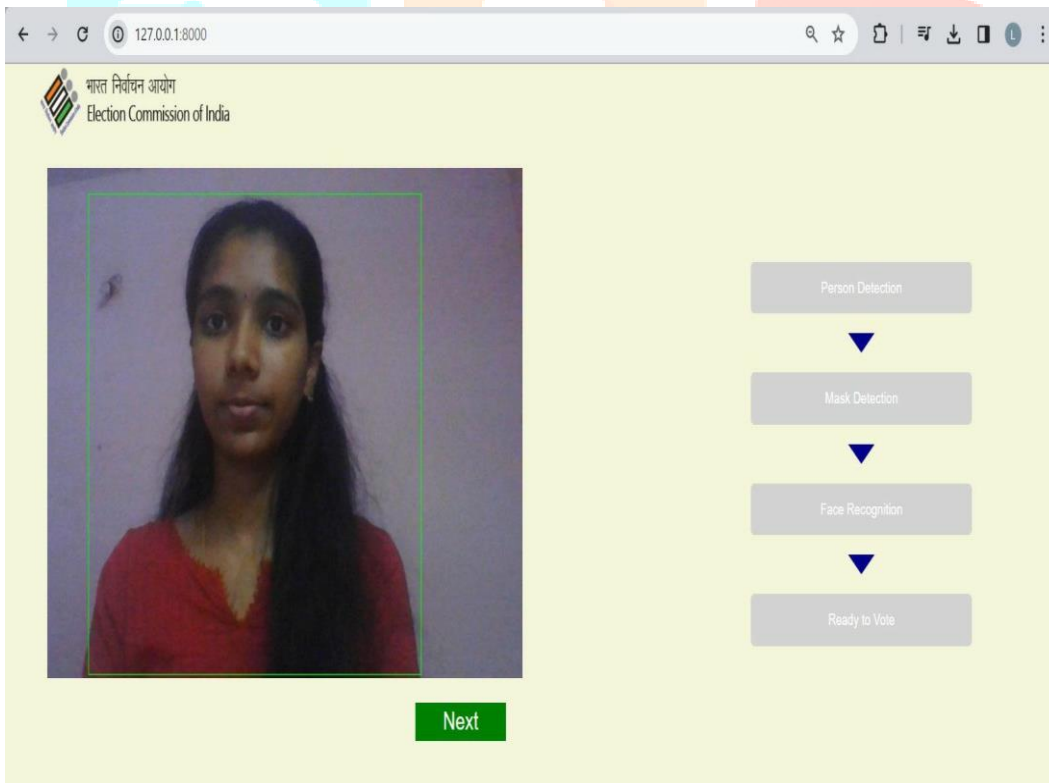 127.0.0.1:8000
L
भारत निर्वाचन आयोग
Election Commission of India
Person Detection
Mask Detection
Face Recognition
Ready to Vote
Next